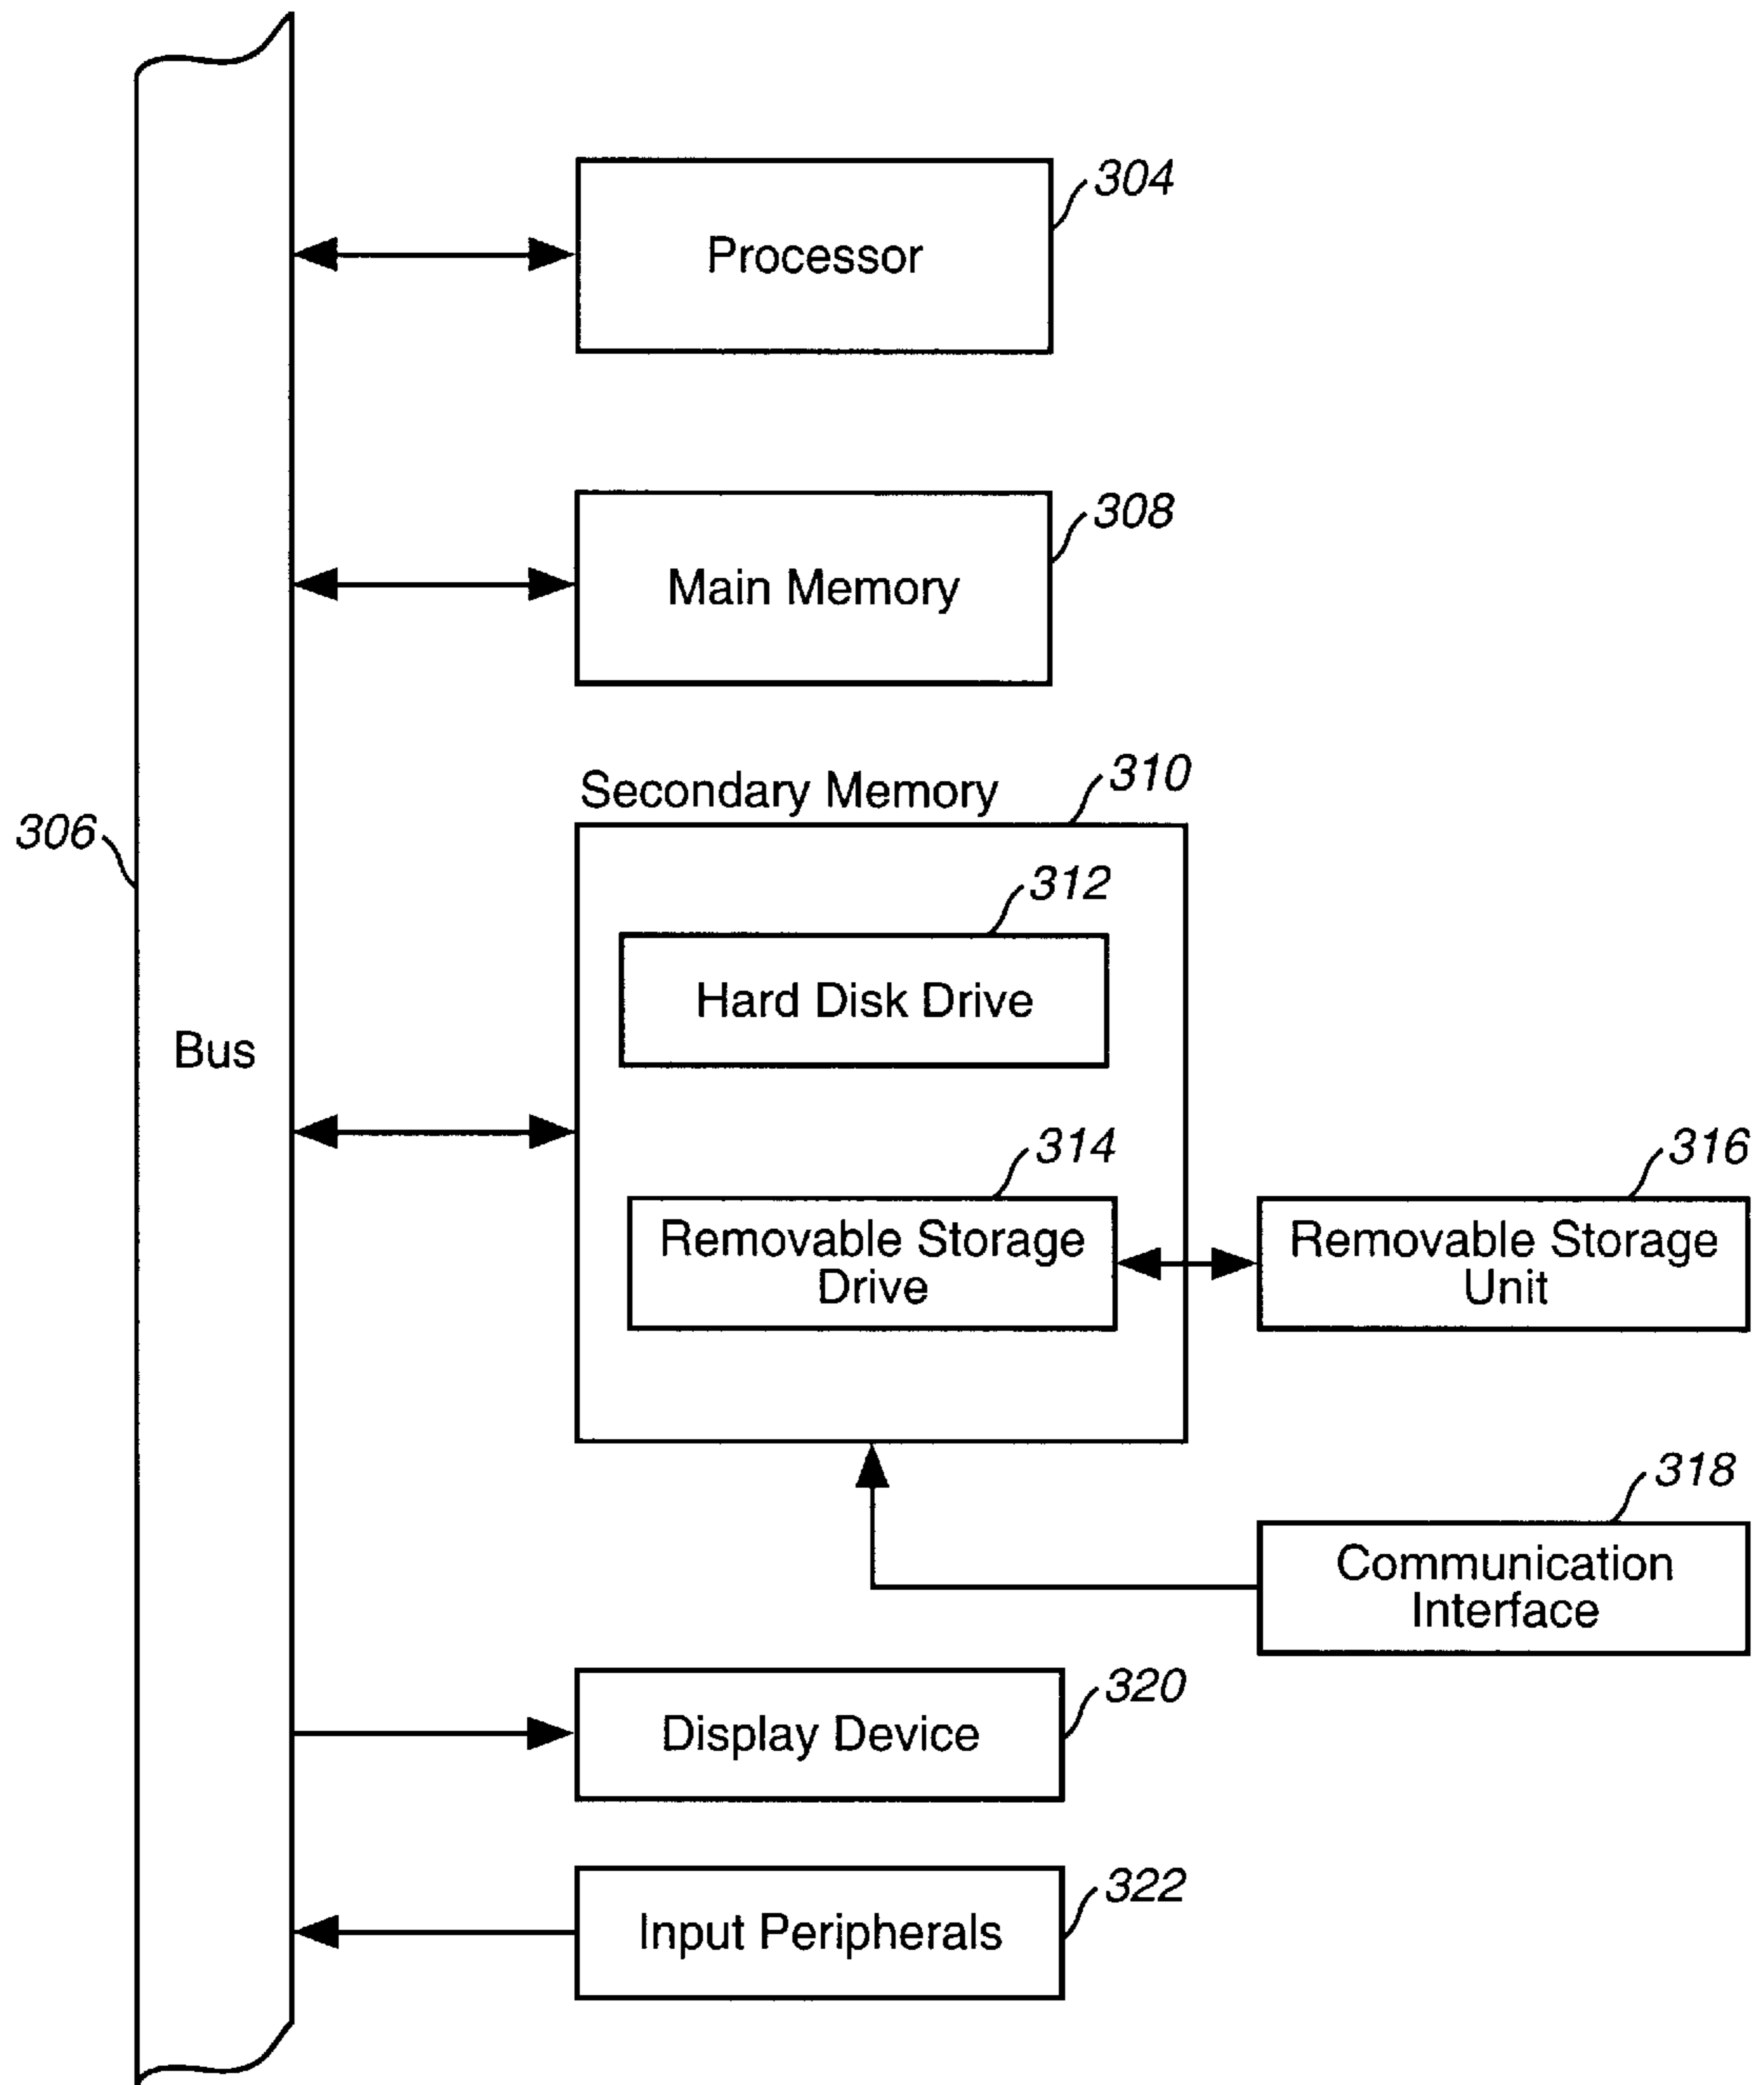 304
Processor
308
Main Memory
310
Secondary Memory
306
312
Hard Disk Drive
Bus
314
316
Removable Storage
Drive
Removable Storage
Unit
318
Communication
Interface
320
Display Device
322
Input Peripherals